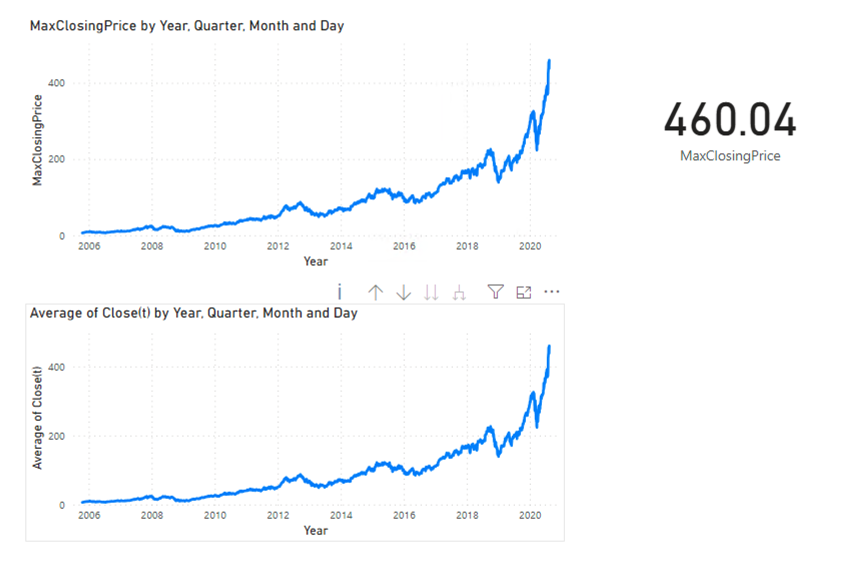 MaxClosingPrice by Year, Quarter, Month and Day
MaxClosingPrice
400
200
0
2006 2008 2010 2012 2014 2016 2018 2020
Year
460.04
MaxClosingPrice
Average of Close(t) by Year, Quarter, Month and Day
Average of Close(t)
400
200
0
2006 2008 2010 2012 2014 2016 2018 2020
Year